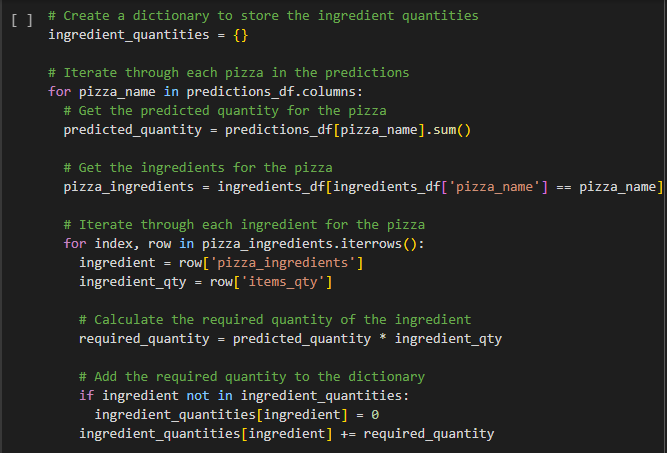 [ ]
# Create a dictionary to store the ingredient quantities
ingredient_quantities = {}

# Iterate through each pizza in the predictions
for pizza_name in predictions_df.columns:
  # Get the predicted quantity for the pizza
  predicted_quantity = predictions_df[pizza_name].sum()

  # Get the ingredients for the pizza
  pizza_ingredients = ingredients_df[ingredients_df['pizza_name'] == pizza_name]

  # Iterate through each ingredient for the pizza
  for index, row in pizza_ingredients.iterrows():
    ingredient = row['pizza_ingredients']
    ingredient_qty = row['items_qty']

    # Calculate the required quantity of the ingredient
    required_quantity = predicted_quantity * ingredient_qty

    # Add the required quantity to the dictionary
    if ingredient not in ingredient_quantities:
      ingredient_quantities[ingredient] = 0
    ingredient_quantities[ingredient] += required_quantity